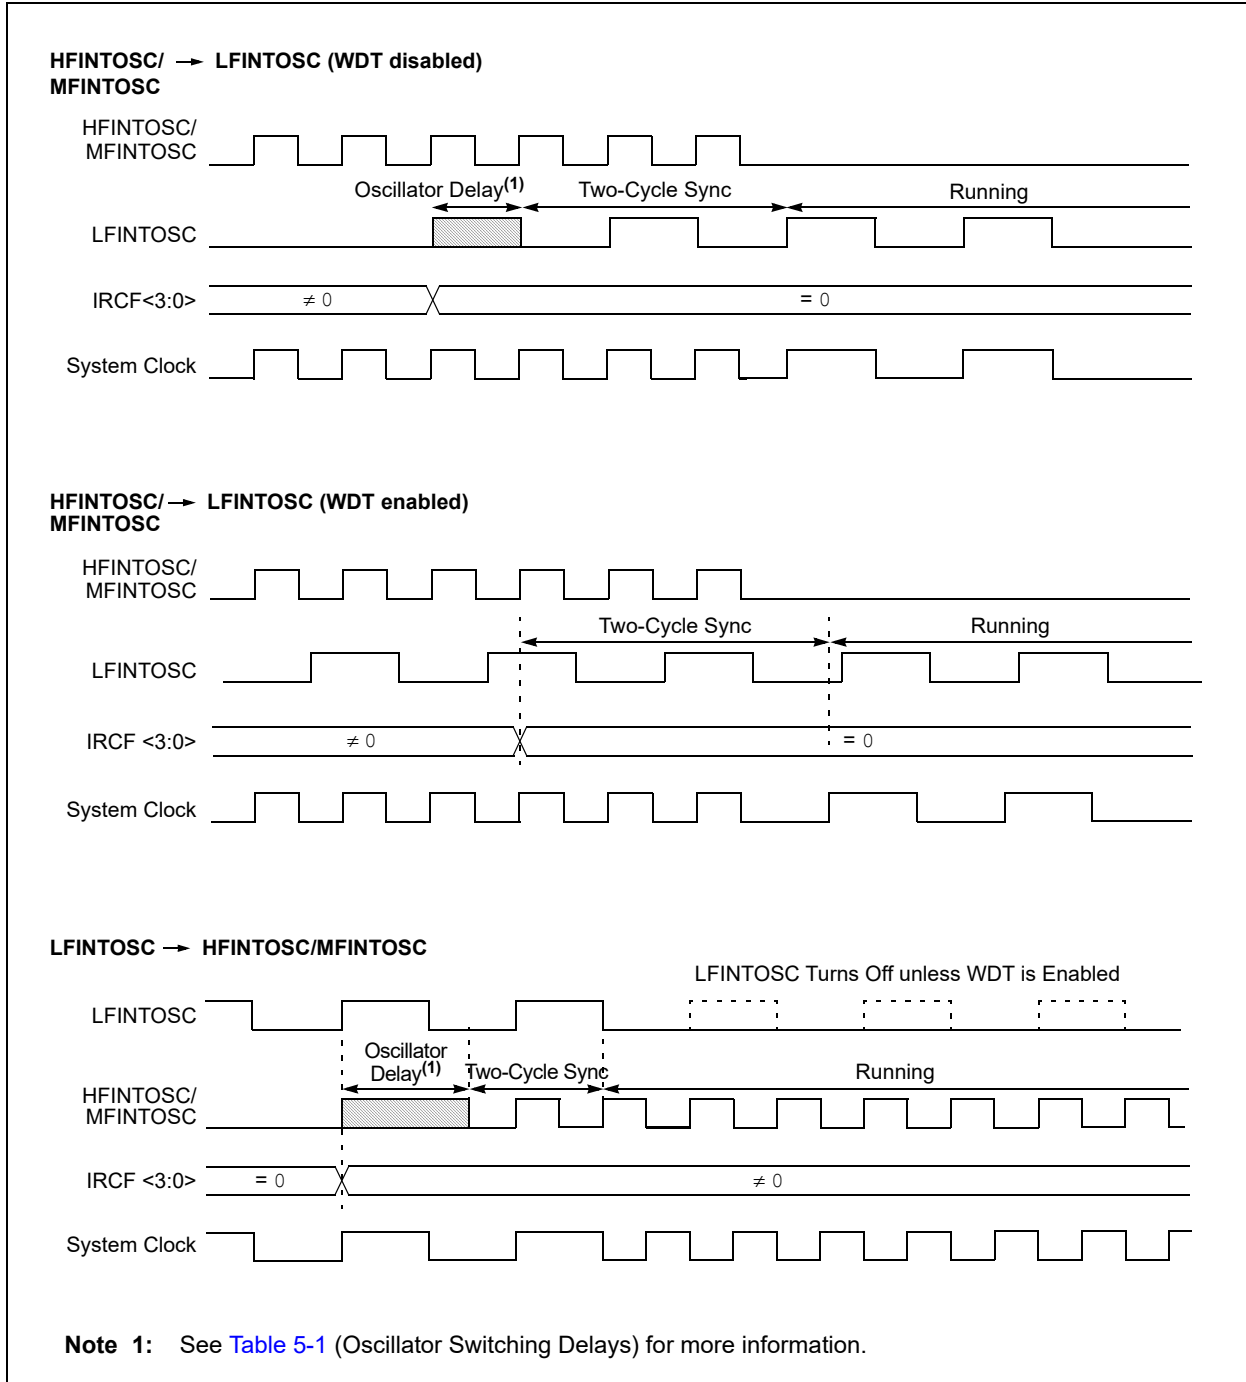 HFINTOSC/ → LFINTOSC (WDT disabled)
MFINTOSC
HFINTOSC/
MFINTOSC
Oscillator Delay(1) Two-Cycle Sync Running
LFINTOSC
IRCF<3:0> ≠ 0 = 0
System Clock
HFINTOSC/ → LFINTOSC (WDT enabled)
MFINTOSC
HFINTOSC/
MFINTOSC
Two-Cycle Sync Running
LFINTOSC
IRCF <3:0> ≠ 0 = 0
System Clock
LFINTOSC → HFINTOSC/MFINTOSC
LFINTOSC Turns Off unless WDT is Enabled
LFINTOSC
Oscillator
Delay(1) Two-Cycle Sync Running
HFINTOSC/
MFINTOSC
IRCF <3:0> = 0 ≠ 0
System Clock
Note 1: See Table 5-1 (Oscillator Switching Delays) for more information.